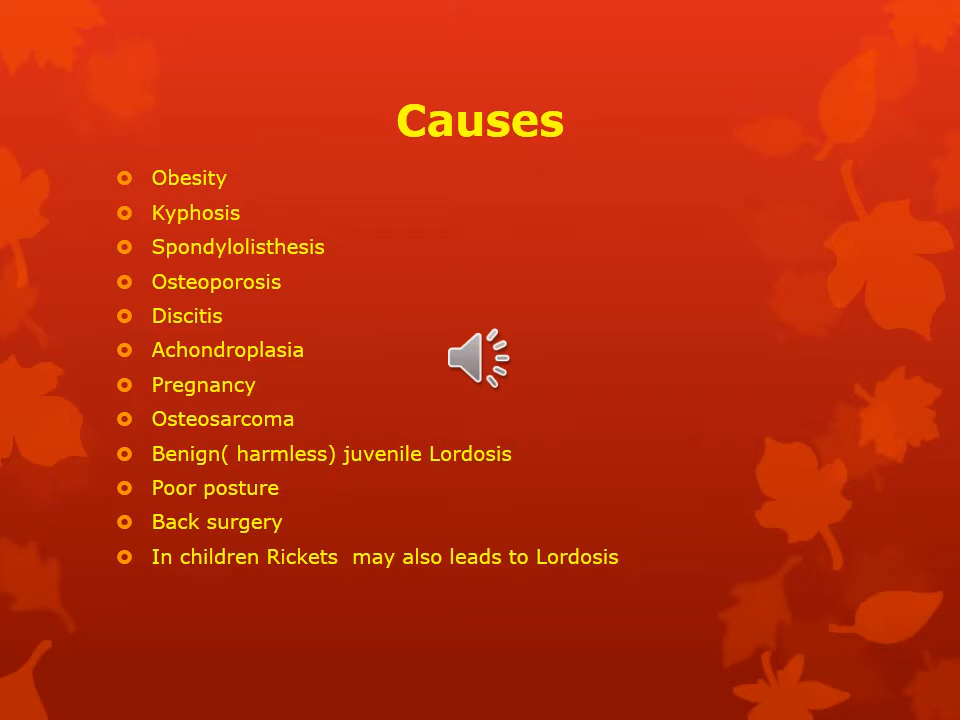 Causes
Obesity
Kyphosis
Spondylolisthesis
Osteoporosis
Discitis
Achondroplasia
Pregnancy
Osteosarcoma
Benign( harmless) juvenile Lordosis
Poor posture
Back surgery
In children Rickets  may also leads to Lordosis